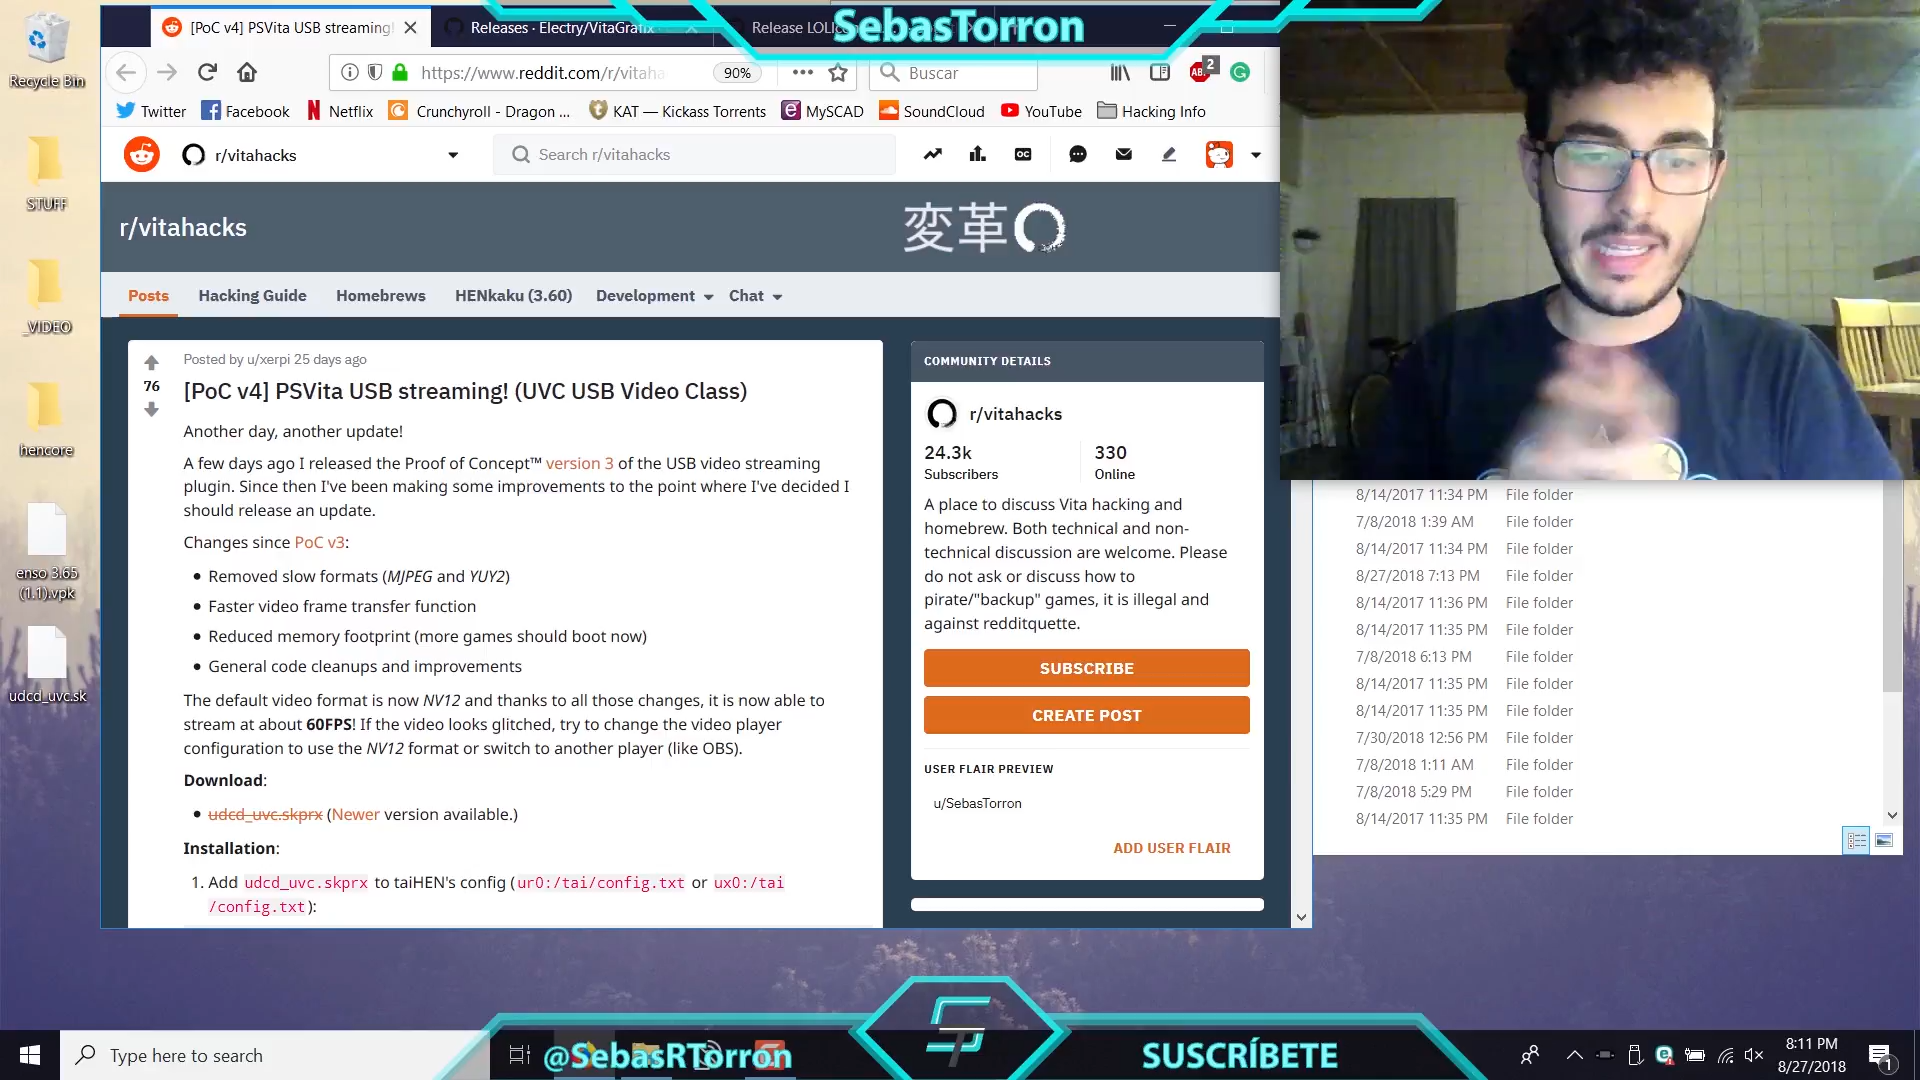 [PoC v4] PSVita USB streaming!
Releases · Electry/VitaGrafix
Release LOLIc
SebasTorron
Recycle Bin
https://www.reddit.com/r/vitaha
90%
Buscar
2
Twitter
Facebook
Netflix
Crunchyroll - Dragon ...
KAT — Kickass Torrents
MySCAD
SoundCloud
YouTube
Hacking Info
r/vitahacks
Search r/vitahacks
STUFF
r/vitahacks
変革
Posts
Hacking Guide
Homebrews
HENkaku (3.60)
Development
Chat
_VIDEO
Posted by u/xerpi 25 days ago
76
[PoC v4] PSVita USB streaming! (UVC USB Video Class)
Another day, another update!
A few days ago I released the Proof of Concept™ version 3 of the USB video streaming
plugin. Since then I've been making some improvements to the point where I've decided I
should release an update.
Changes since PoC v3:
• Removed slow formats (MJPEG and YUY2)
• Faster video frame transfer function
• Reduced memory footprint (more games should boot now)
• General code cleanups and improvements
The default video format is now NV12 and thanks to all those changes, it is now able to
stream at about 60FPS! If the video looks glitched, try to change the video player
configuration to use the NV12 format or switch to another player (like OBS).
Download:
• udcd_uvc.skprx (Newer version available.)
Installation:
1. Add udcd_uvc.skprx to taiHEN's config (ur0:/tai/config.txt or ux0:/tai
/config.txt):
COMMUNITY DETAILS
r/vitahacks
24.3k
Subscribers
330
Online
A place to discuss Vita hacking and
homebrew. Both technical and non-
technical discussion are welcome. Please
do not ask or discuss how to
pirate/"backup" games, it is illegal and
against redditquette.
SUBSCRIBE
CREATE POST
USER FLAIR PREVIEW
u/SebasTorron
ADD USER FLAIR
hencore
enso 3.65
(1.1).vpk
udcd_uvc.sk
8/14/2017 11:34 PM File folder
7/8/2018 1:39 AM File folder
8/14/2017 11:34 PM File folder
8/27/2018 7:13 PM File folder
8/14/2017 11:36 PM File folder
8/14/2017 11:35 PM File folder
7/8/2018 6:13 PM File folder
8/14/2017 11:35 PM File folder
8/14/2017 11:35 PM File folder
7/30/2018 12:56 PM File folder
7/8/2018 1:11 AM File folder
7/8/2018 5:29 PM File folder
8/14/2017 11:35 PM File folder
Type here to search
@SebasRTorron
ST
SUSCRÍBETE
8:11 PM
8/27/2018
1